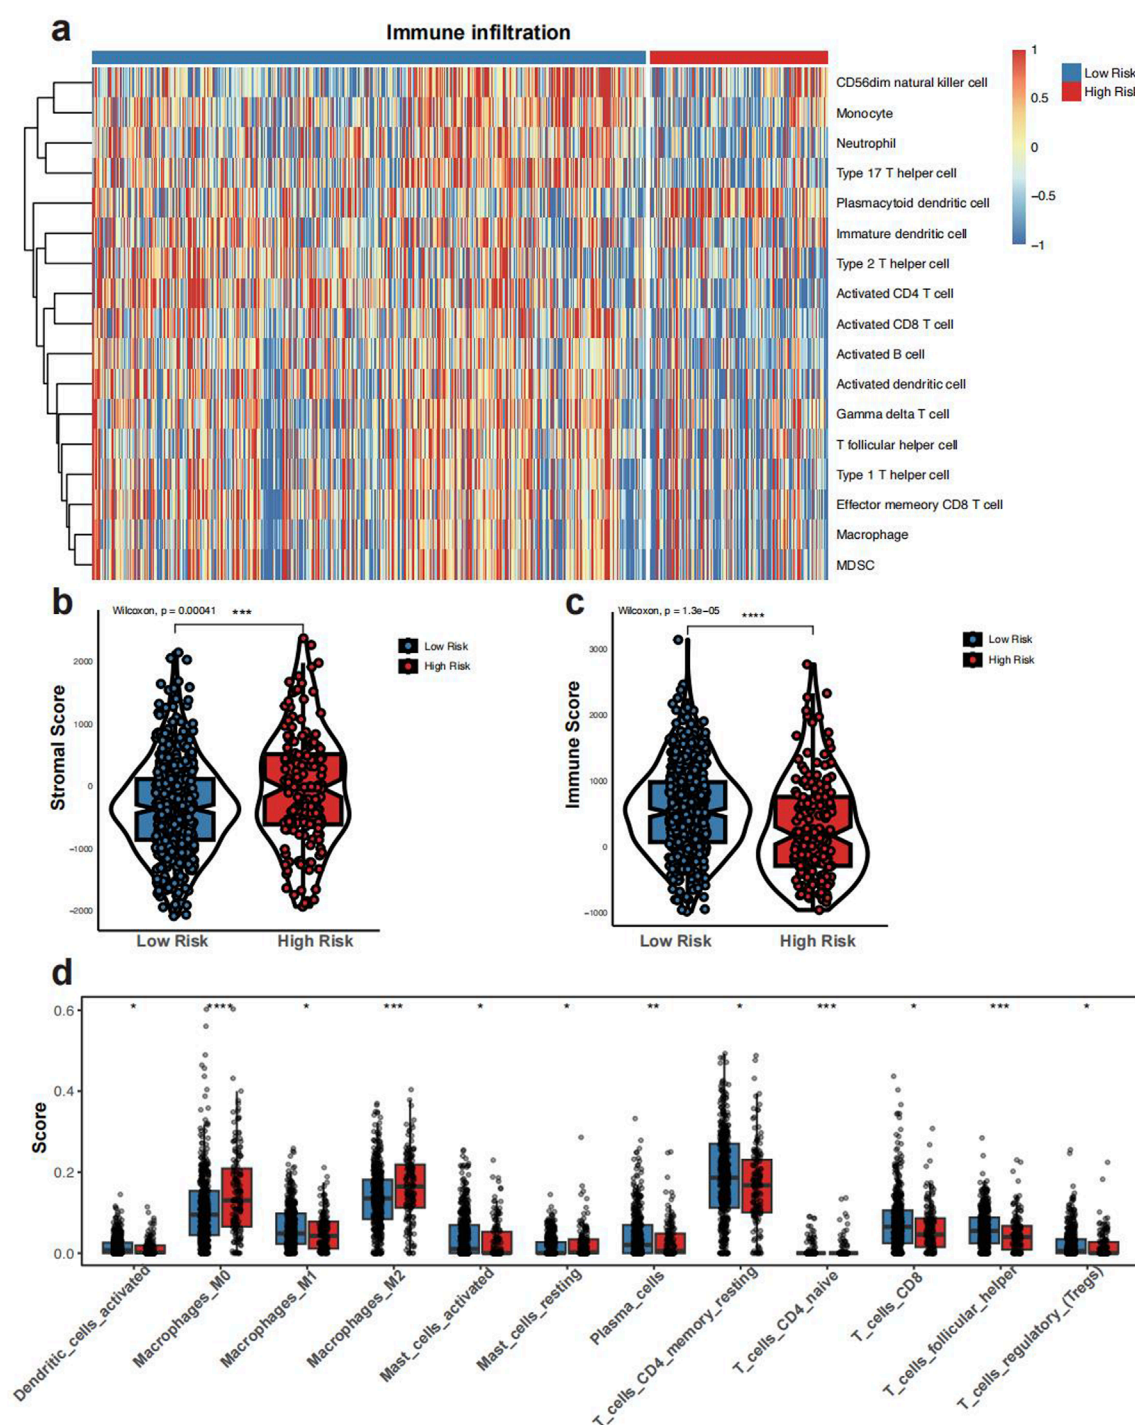 a
Immune infiltration
CD56dim natural killer cell
Monocyte
Neutrophil
Type 17 T helper cell
Plasmacytoid dendritic cell
Immature dendritic cell
Type 2 T helper cell
Activated CD4 T cell
Activated CD8 T cell
Activated B cell
Activated dendritic cell
Gamma delta T cell
T follicular helper cell
Type 1 T helper cell
Effector memeory CD8 T cell
Macrophage
MDSC
1
0.5
0
−0.5
−1
Low Risk
High Risk
b
Wilcoxon, p = 0.00041
***
Stromal Score
2000
1000
0
−1000
−2000
Low Risk
High Risk
Low Risk
High Risk
c
Wilcoxon, p = 1.3e−05
****
Immune Score
3000
2000
1000
0
−1000
Low Risk
High Risk
Low Risk
High Risk
d
* **** * *** * * ** * *** * *** *
Score
0.6
0.4
0.2
0.0
Dendritic_cells_activated
Macrophages_M0
Macrophages_M1
Macrophages_M2
Mast_cells_activated
Mast_cells_resting
Plasma_cells
T_cells_CD4_memory_resting
T_cells_CD4_naive
T_cells_CD8
T_cells_follicular_helper
T_cells_regulatory_(Tregs)